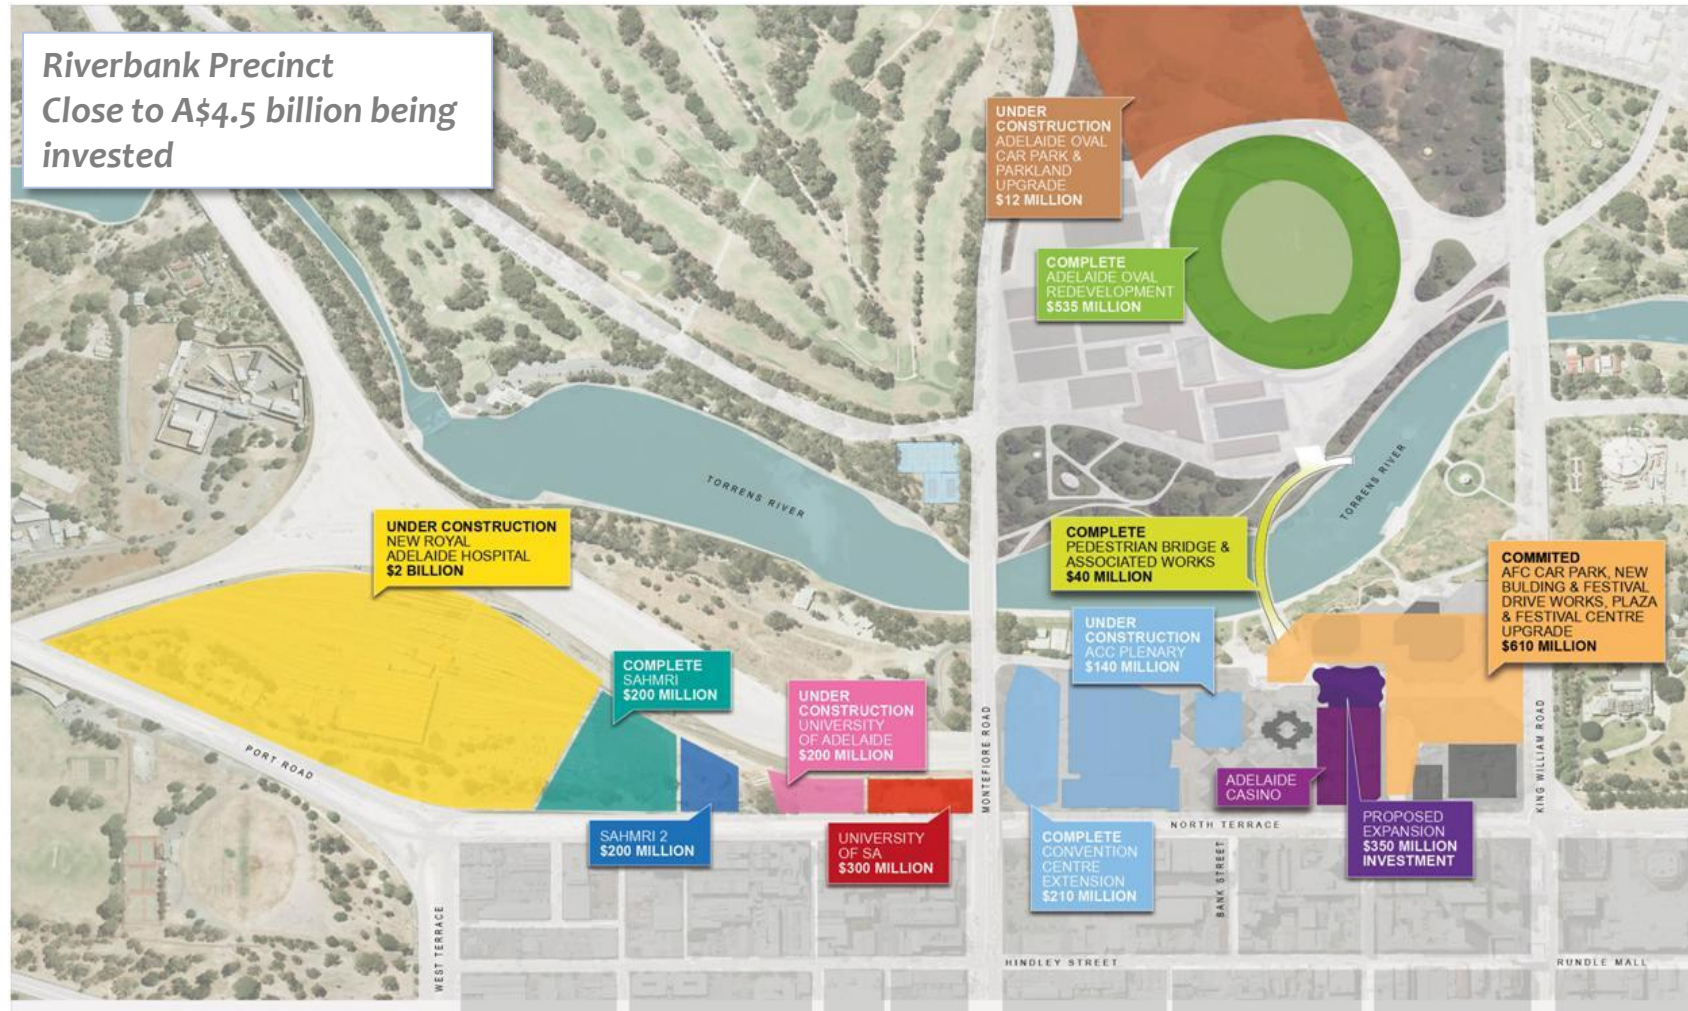 Riverbank Precinct
Close to A$4.5 billion being
invested
UNDER
CONSTRUCTION
ADELAIDE OVAL
CAR PARK &
PARKLAND
UPGRADE
$12 MILLION
COMPLETE
ADELAIDE OVAL
REDEVELOPMENT
$535 MILLION
TORRENS RIVER
TORRENS RIVER
UNDER CONSTRUCTION
NEW ROYAL
ADELAIDE HOSPITAL
$2 BILLION
COMPLETE
PEDESTRIAN BRIDGE &
ASSOCIATED WORKS
$40 MILLION
COMMITED
AFC CAR PARK, NEW
BULDING & FESTIVAL
DRIVE WORKS, PLAZA
& FESTIVAL CENTRE
UPGRADE
$610 MILLION
UNDER
CONSTRUCTION
ACC PLENARY
$140 MILLION
COMPLETE
SAHMRI
$200 MILLION
UNDER
CONSTRUCTION
UNIVERSITY
OF ADELAIDE
$200 MILLION
PORT ROAD
MONTEFIORE ROAD
KING WILLIAM ROAD
ADELAIDE
CASINO
SAHMRI 2
$200 MILLION
UNIVERSITY
OF SA
$300 MILLION
COMPLETE
CONVENTION
CENTRE
EXTENSION
$210 MILLION
NORTH TERRACE
PROPOSED
EXPANSION
$350 MILLION
INVESTMENT
BANK STREET
WEST TERRACE
HINDLEY STREET
RUNDLE MALL